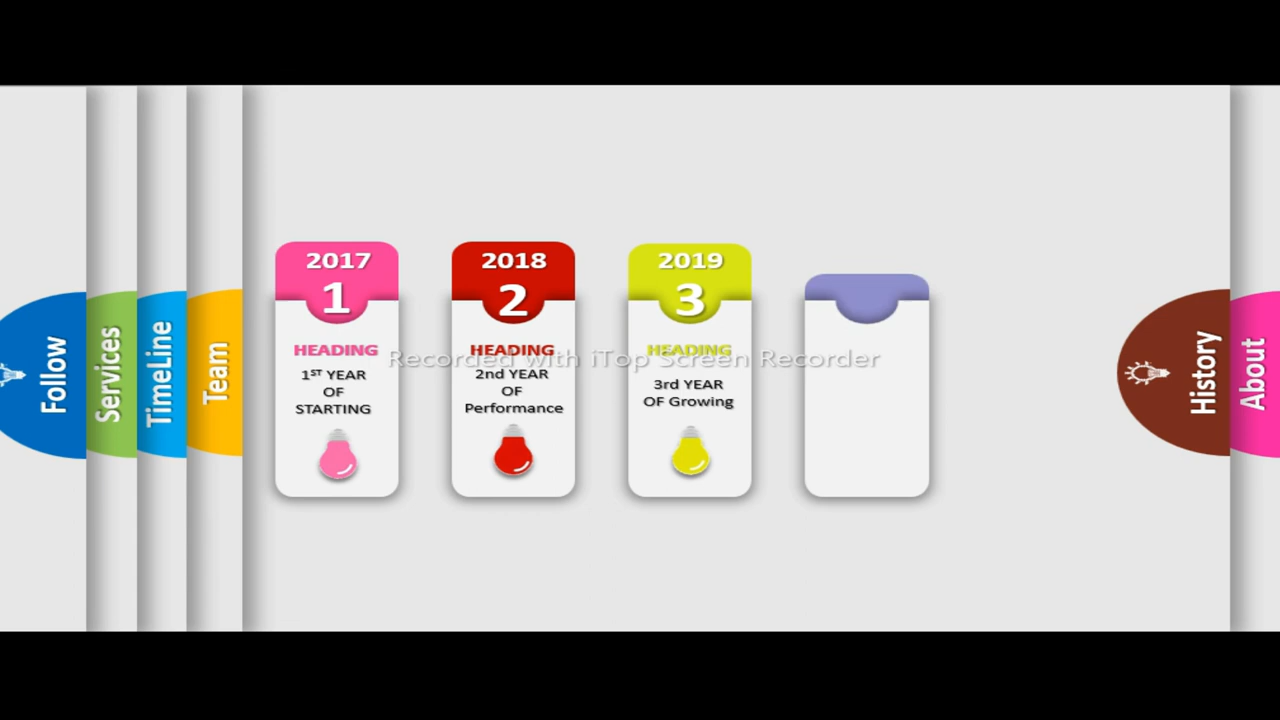 Follow
Services
TimeLine
Team
2017
1
HEADING
1ST YEAR
OF
STARTING
2018
2
HEADING
2nd YEAR
OF
Performance
2019
3
HEADING
3rd YEAR
OF Growing
Recorded with iTop Screen Recorder
History
About